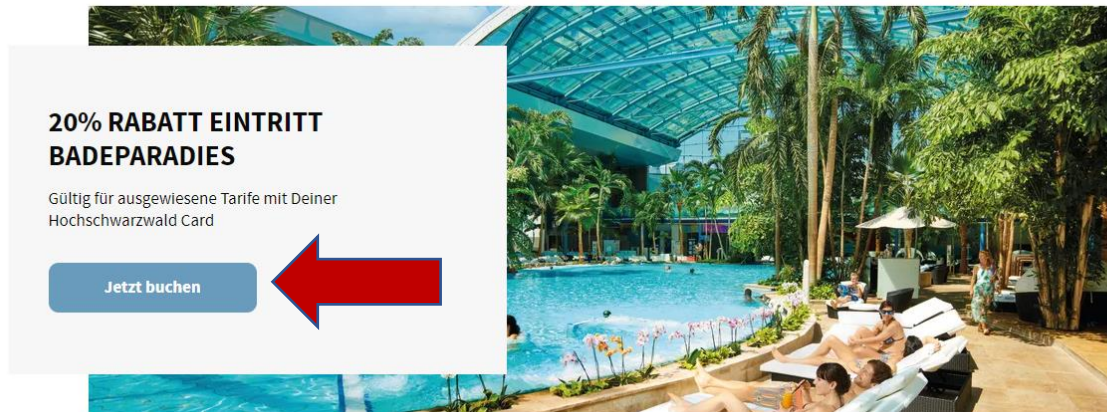 20% RABATT EINTRITT
BADEPARADIES
Gültig für ausgewiesene Tarife mit Deiner
Hochschwarzwald Card
Jetzt buchen